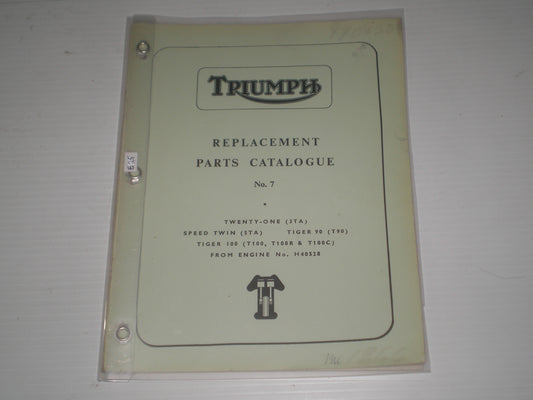 TRIUMPH
REPLACEMENT
PARTS CATALOGUE
No. 7
TWENTY-ONE (3TA)
SPEED TWIN (5TA) TIGER 90 (T90)
TIGER 100 (T100, T100R & T100C)
FROM ENGINE No. H40528